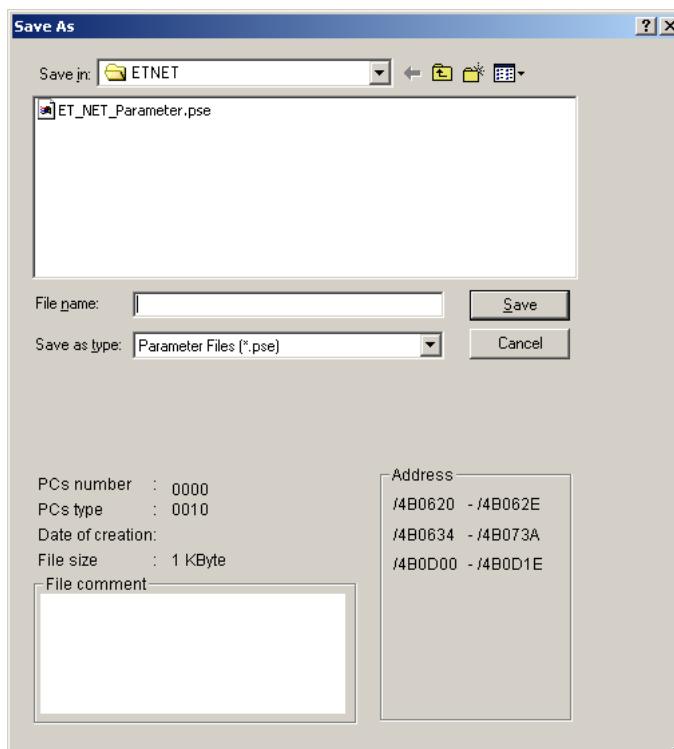 Save As
Save in: ETNET
ET_NET_Parameter.pse
File name:
Save
Save as type: Parameter Files (*.pse)
Cancel
PCs number : 0000
PCs type : 0010
Date of creation:
File size : 1 KByte
File comment
Address
/4B0620 - /4B062E
/4B0634 - /4B073A
/4B0D00 - /4B0D1E